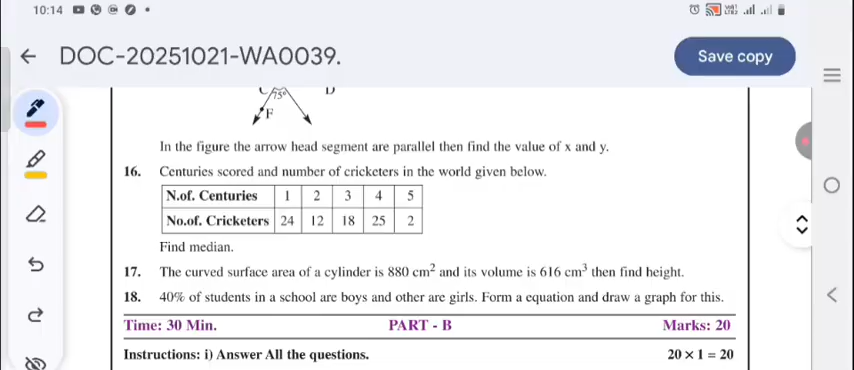 10:14
DOC-20251021-WA0039.
Save copy
C
75°
D
F
In the figure the arrow head segment are parallel then find the value of x and y.
16. Centuries scored and number of cricketers in the world given below.
N.of. Centuries 1 2 3 4 5
No.of. Cricketers 24 12 18 25 2
Find median.
17. The curved surface area of a cylinder is 880 cm² and its volume is 616 cm³ then find height.
18. 40% of students in a school are boys and other are girls. Form a equation and draw a graph for this.
Time: 30 Min. PART - B Marks: 20
Instructions: i) Answer All the questions. 20 × 1 = 20